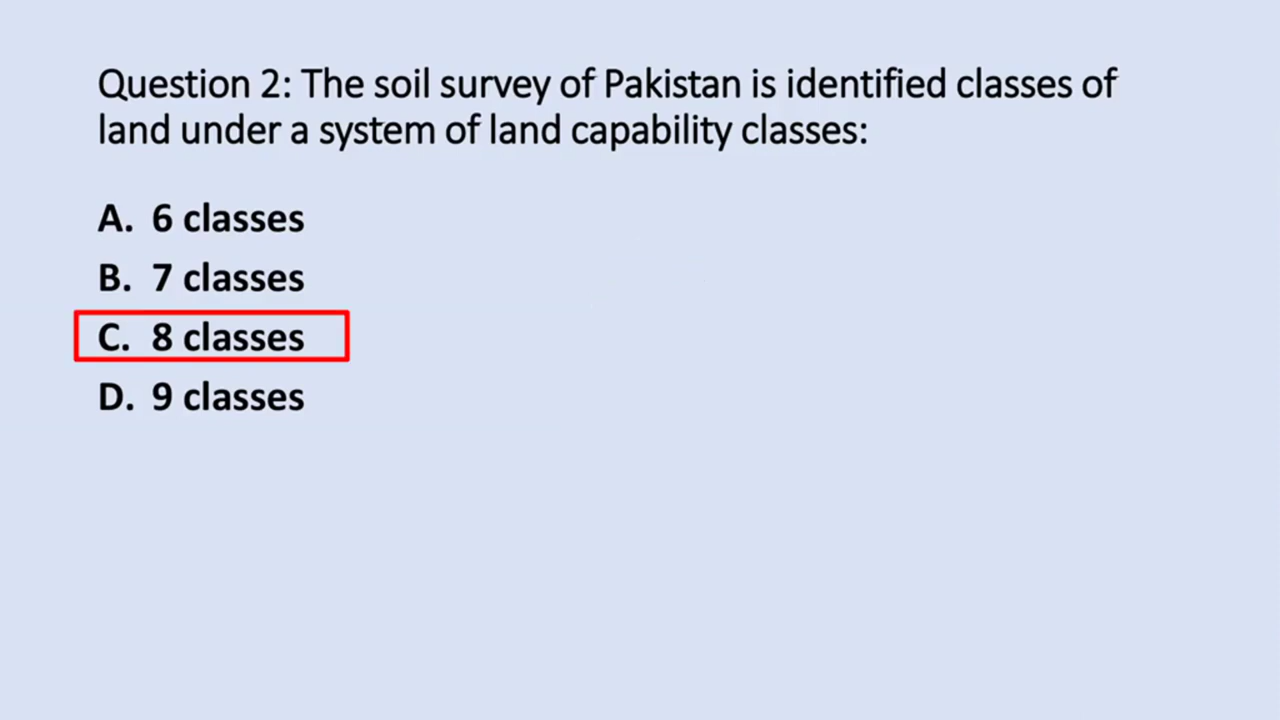 Question 2: The soil survey of Pakistan is identified classes of
land under a system of land capability classes:
A. 6 classes
B. 7 classes
C. 8 classes
D. 9 classes